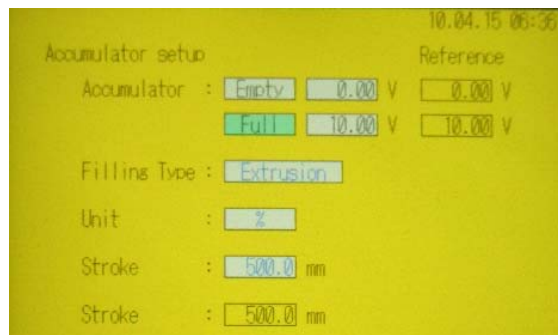 10.04.15 06:36
Accumulator setup Reference
Accumulator : Empty 0.00 V 0.00 V
Full 10.00 V 10.00 V
Filling Type : Extrusion
Unit : %
Stroke : 500.0 mm
Stroke : 500.0 mm